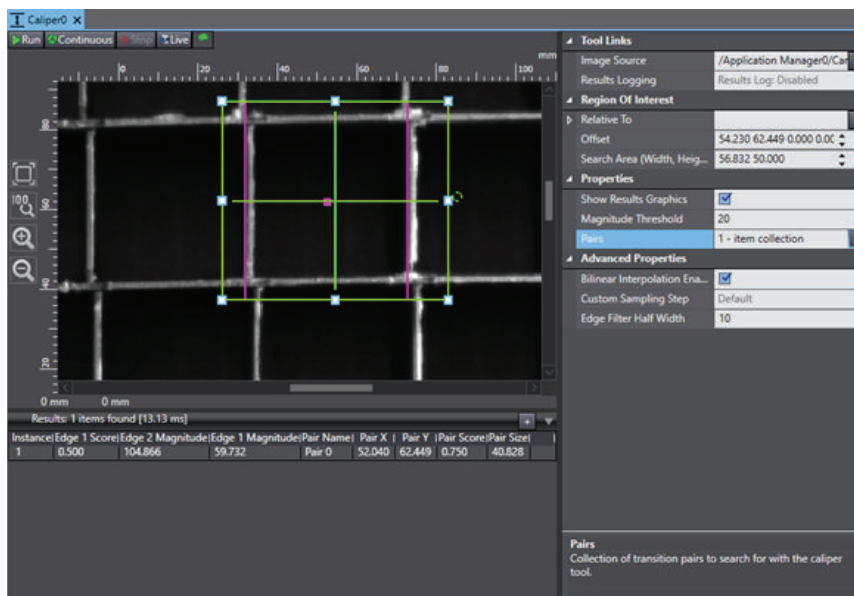 Caliper0 ×
Run Continuous Stop Live
mm
0 20 40 60 80 100
80
60
40
20
100
0 mm 0 mm
Results: 1 items found [13.13 ms]
Instance Edge 1 Score Edge 2 Magnitude Edge 1 Magnitude Pair Name Pair X Pair Y Pair Score Pair Size
1 0.500 104.866 59.732 Pair 0 52.040 62.449 0.750 40.828
Tool Links
Image Source /Application Manager0/Car
Results Logging Results Log: Disabled
Region Of Interest
Relative To
Offset 54.230 62.449 0.000 0.00
Search Area (Width, Heig... 56.832 50.000
Properties
Show Results Graphics
Magnitude Threshold 20
Pairs 1 - item collection
Advanced Properties
Bilinear Interpolation Ena...
Custom Sampling Step Default
Edge Filter Half Width 10
Pairs
Collection of transition pairs to search for with the caliper
tool.